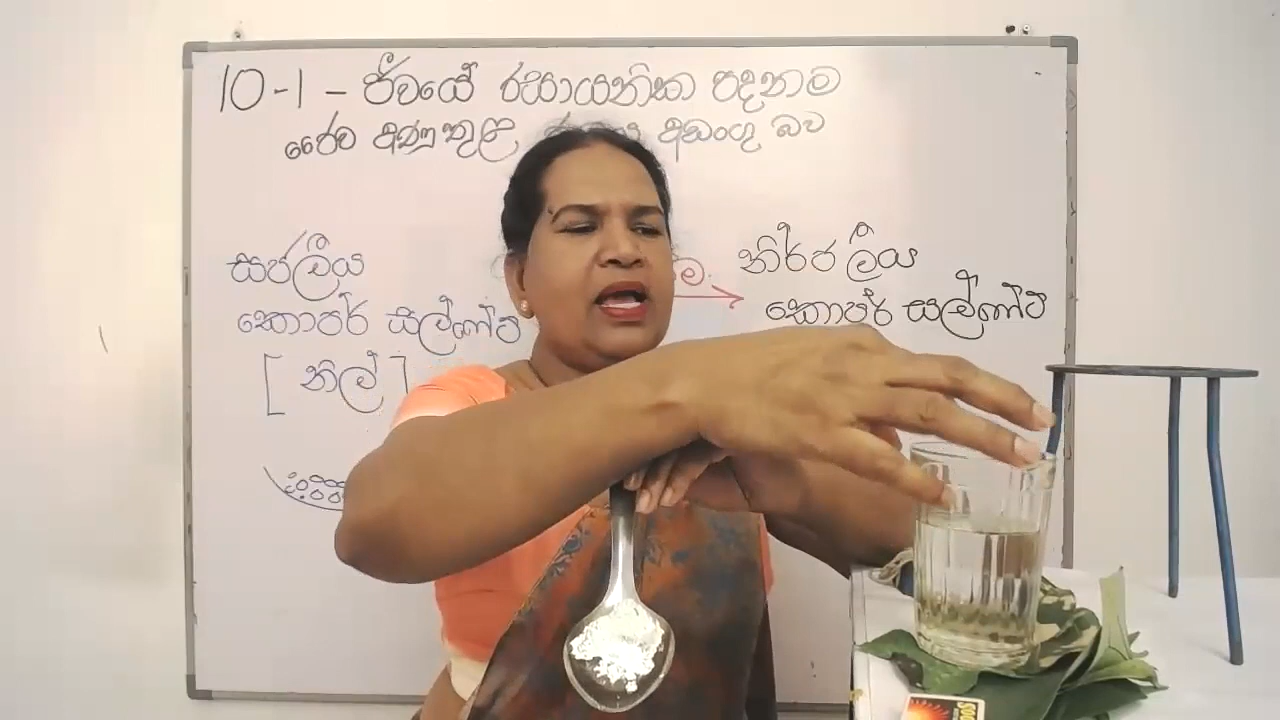 10-1 - ජීවයේ රසායනික පදනම
ජෛව අණු තුළ අඩංගු බව
සජලීය
කොපර් සල්ෆේට්
[ නිල් ]
නිර්ජලීය
කොපර් සල්ෆේට්